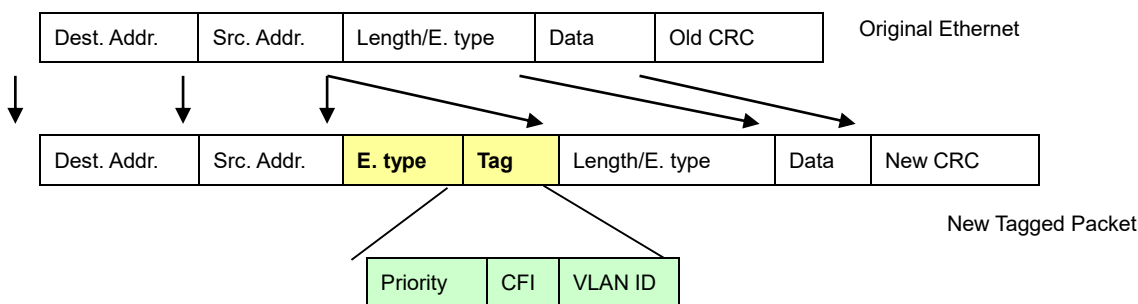 Dest. Addr. Src. Addr. Length/E. type Data Old CRC Original Ethernet
Dest. Addr. Src. Addr. E. type Tag Length/E. type Data New CRC
New Tagged Packet
Priority CFI VLAN ID